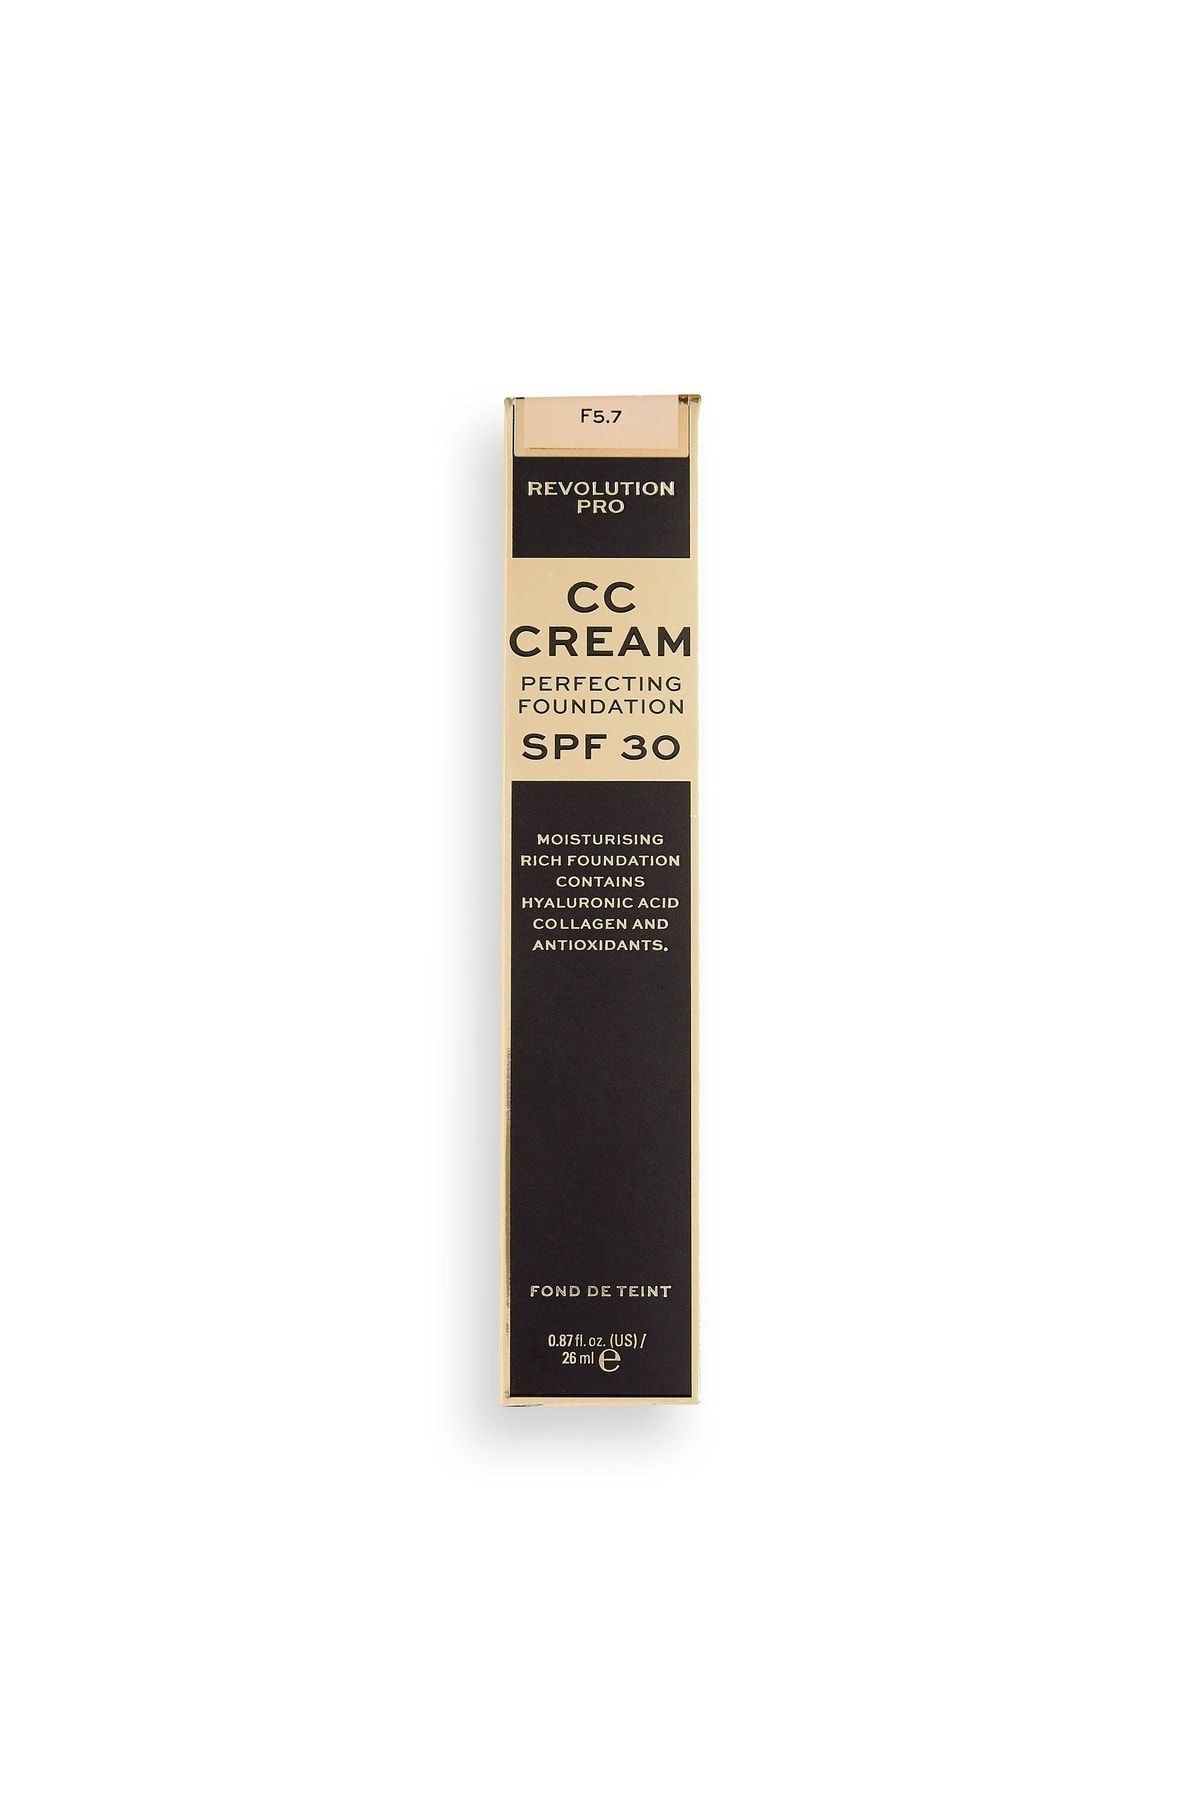 F5.7
REVOLUTION
PRO
CC
CREAM
PERFECTING
FOUNDATION
SPF 30
MOISTURISING
RICH FOUNDATION
CONTAINS
HYALURONIC ACID
COLLAGEN AND
ANTIOXIDANTS.
FOND DE TEINT
0.87 fl. oz. (US) /
26 ml ℮